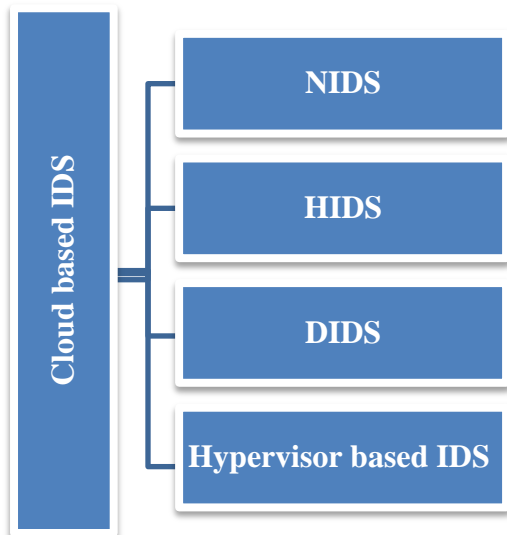 Cloud based IDS
NIDS
HIDS
DIDS
Hypervisor based IDS